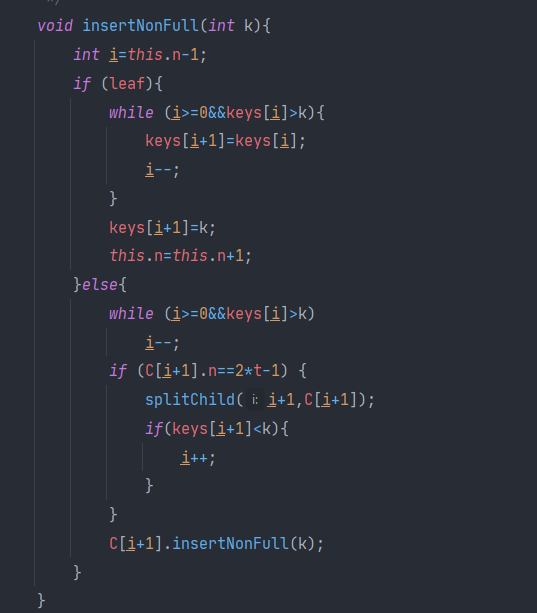 */
void insertNonFull(int k){
int i=this.n-1;
if (leaf){
while (i>=0&&keys[i]>k){
keys[i+1]=keys[i];
i--;
}
keys[i+1]=k;
this.n=this.n+1;
}else{
while (i>=0&&keys[i]>k)
i--;
if (C[i+1].n==2*t-1) {
splitChild( i: i+1,C[i+1]);
if(keys[i+1]<k){
i++;
}
}
C[i+1].insertNonFull(k);
}
}